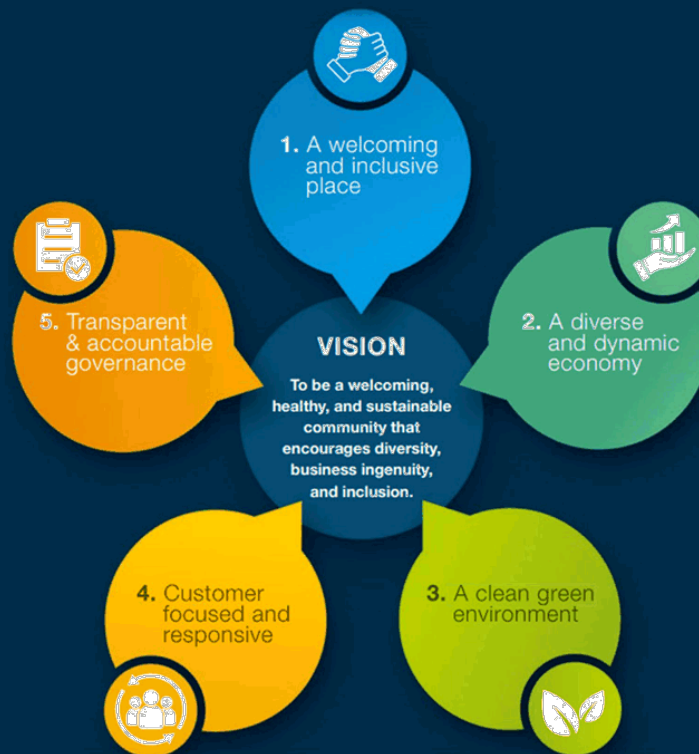 1. A welcoming
and inclusive
place
2. A diverse
and dynamic
economy
3. A clean green
environment
4. Customer
focused and
responsive
5. Transparent
& accountable
governance
VISION
To be a welcoming,
healthy, and sustainable
community that
encourages diversity,
business ingenuity,
and inclusion.